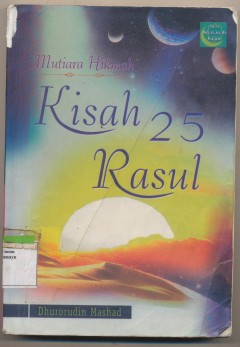 Mutiara Hikmah
Kisah 25
Rasul
Dhurorudin Mashad